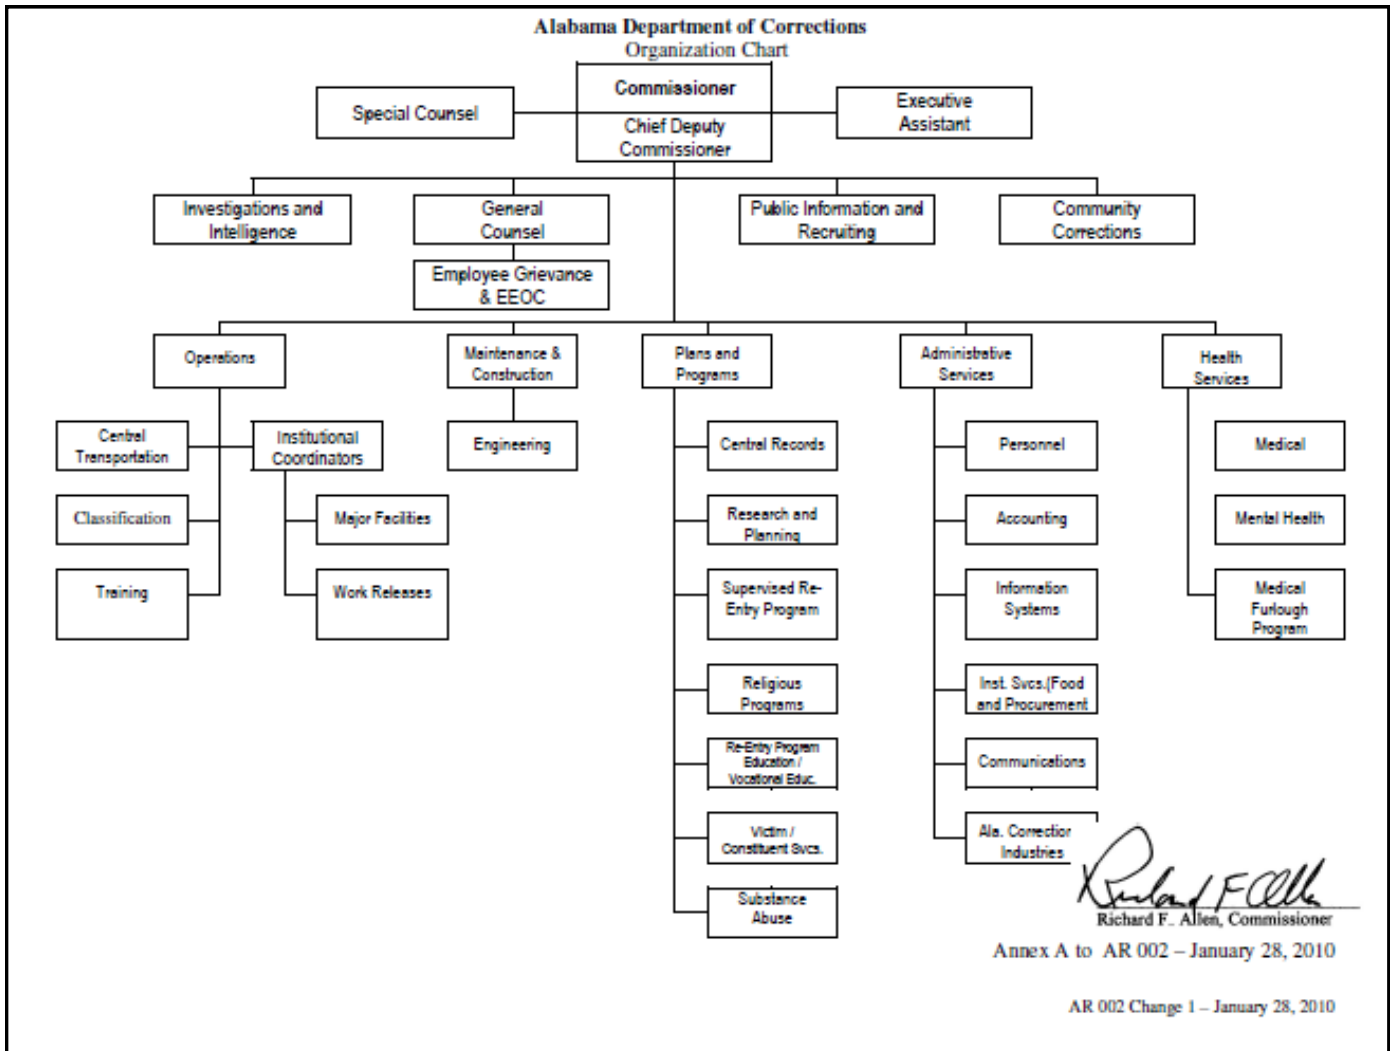 Alabama Department of Corrections
Organization Chart
Commissioner
Special Counsel
Executive
Assistant
Chief Deputy
Commissioner
Investigations and
Intelligence
General
Counsel
Public Information and
Recruiting
Community
Corrections
Employee Grievance
& EEOC
Operations
Maintenance &
Construction
Plans and
Programs
Administrative
Services
Health
Services
Central
Transportation
Institutional
Coordinators
Engineering
Central Records
Personnel
Medical
Classification
Major Facilities
Research and
Planning
Accounting
Mental Health
Training
Work Releases
Supervised Re-
Entry Program
Information
Systems
Medical
Furlough
Program
Religious
Programs
Inst. Svcs.(Food
and Procurement
Re-Entry Program
Education /
Vocational Educ.
Communications
Victim /
Constituent Svcs.
Ala. Correction
Industries
Substance
Abuse
Richard F. Allen
Richard F. Allen, Commissioner
Annex A to AR 002 – January 28, 2010
AR 002 Change 1 – January 28, 2010